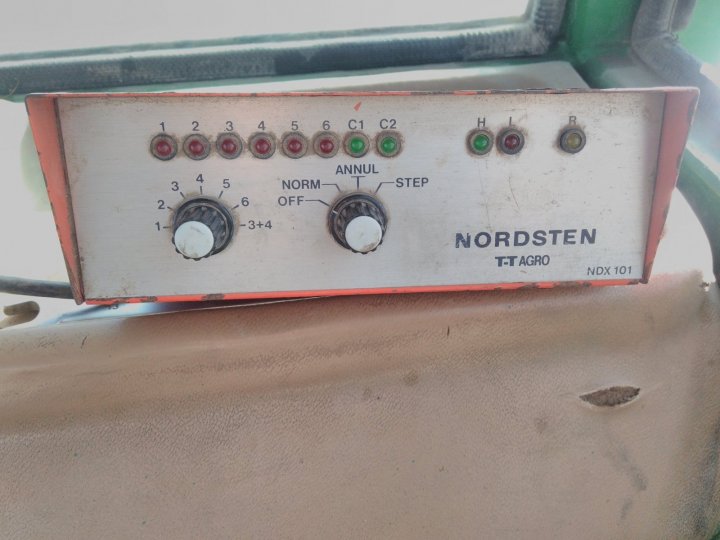 1 2 3 4 5 6 C1 C2 H L R
ANNUL
NORM STEP
OFF
4
3 5
2 6
1 3+4
NORDSTEN
T-T AGRO
NDX 101